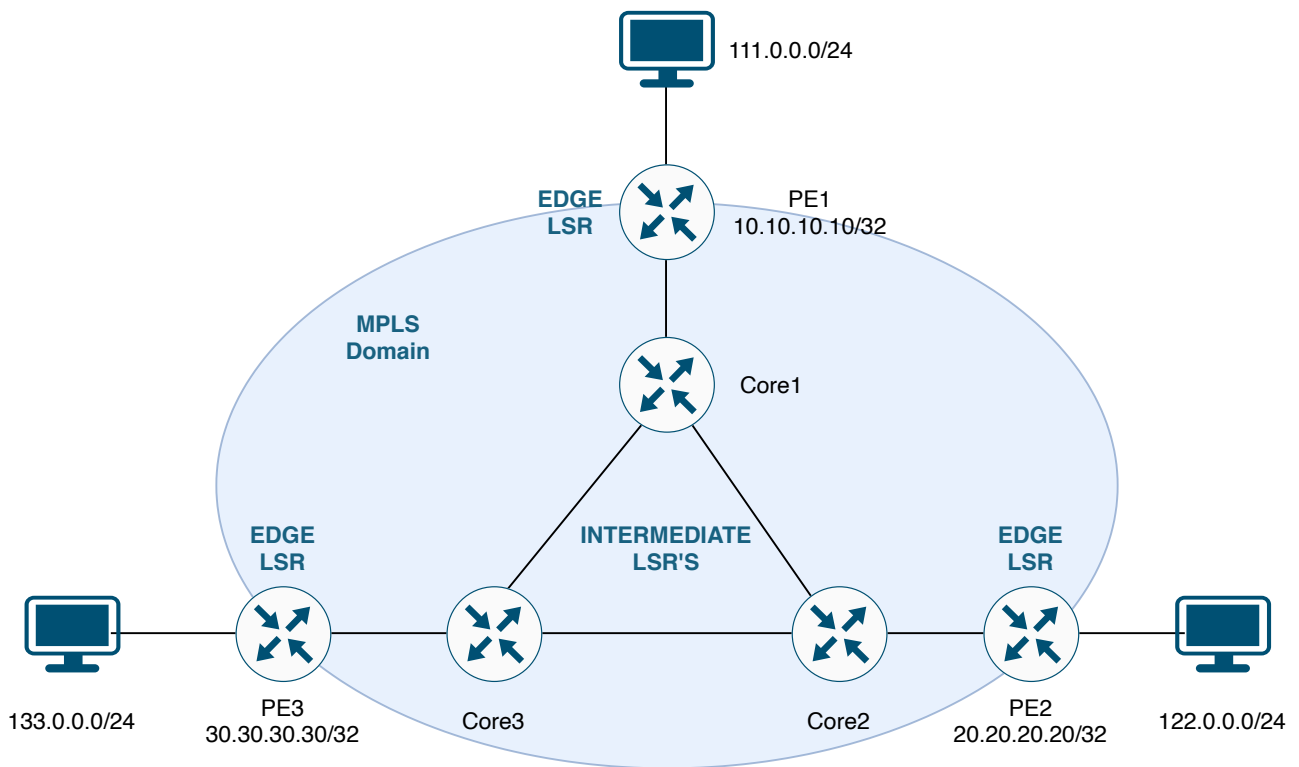 111.0.0.0/24
EDGE
LSR
PE1
10.10.10.10/32
MPLS
Domain
Core1
EDGE
LSR
INTERMEDIATE
LSR'S
EDGE
LSR
133.0.0.0/24
PE3
30.30.30.30/32
Core3
Core2
PE2
20.20.20.20/32
122.0.0.0/24